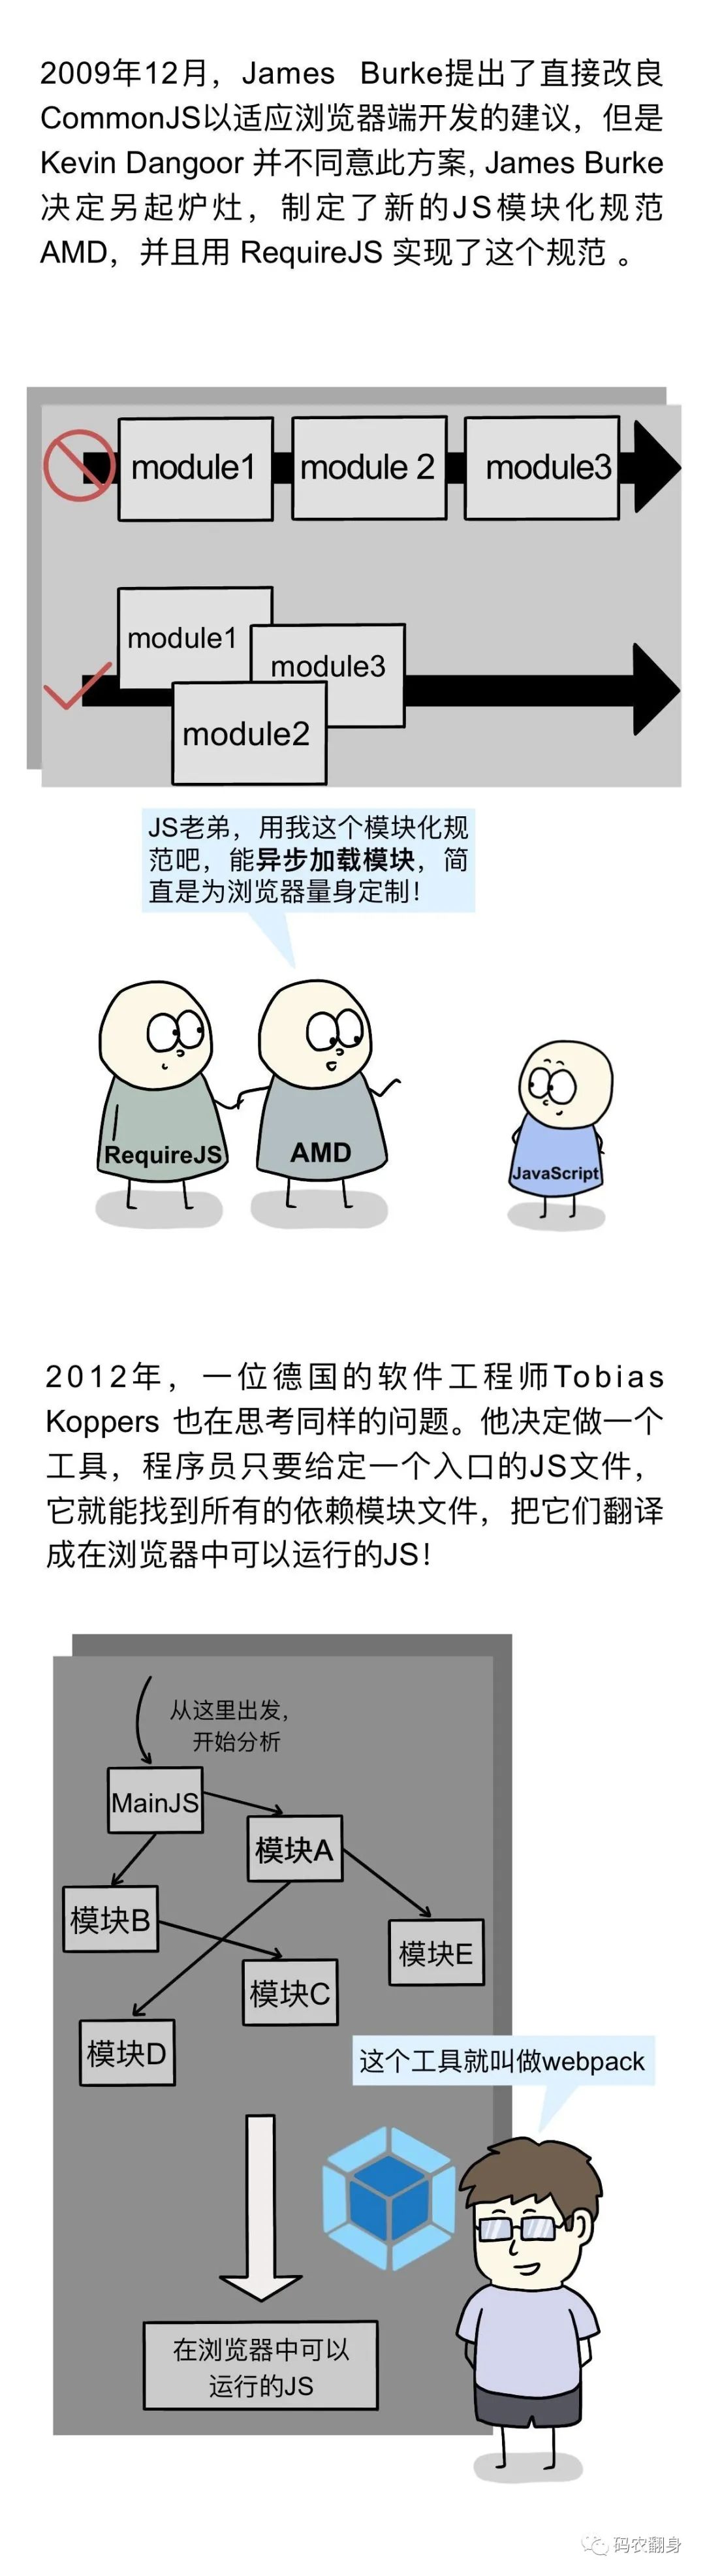 2009年12月，James Burke提出了直接改良
CommonJS以适应浏览器端开发的建议，但是
Kevin Dangoor 并不同意此方案, James Burke
决定另起炉灶，制定了新的JS模块化规范
AMD，并且用 RequireJS 实现了这个规范 。
module1
module 2
module3
module1
module3
module2
JS老弟，用我这个模块化规
范吧，能异步加载模块，简
直是为浏览器量身定制！
RequireJS
AMD
JavaScript
2012年，一位德国的软件工程师Tobias
Koppers 也在思考同样的问题。他决定做一个
工具，程序员只要给定一个入口的JS文件，
它就能找到所有的依赖模块文件，把它们翻译
成在浏览器中可以运行的JS！
从这里出发，
开始分析
MainJS
模块A
模块B
模块E
模块C
模块D
这个工具就叫做webpack
在浏览器中可以
运行的JS
码农翻身